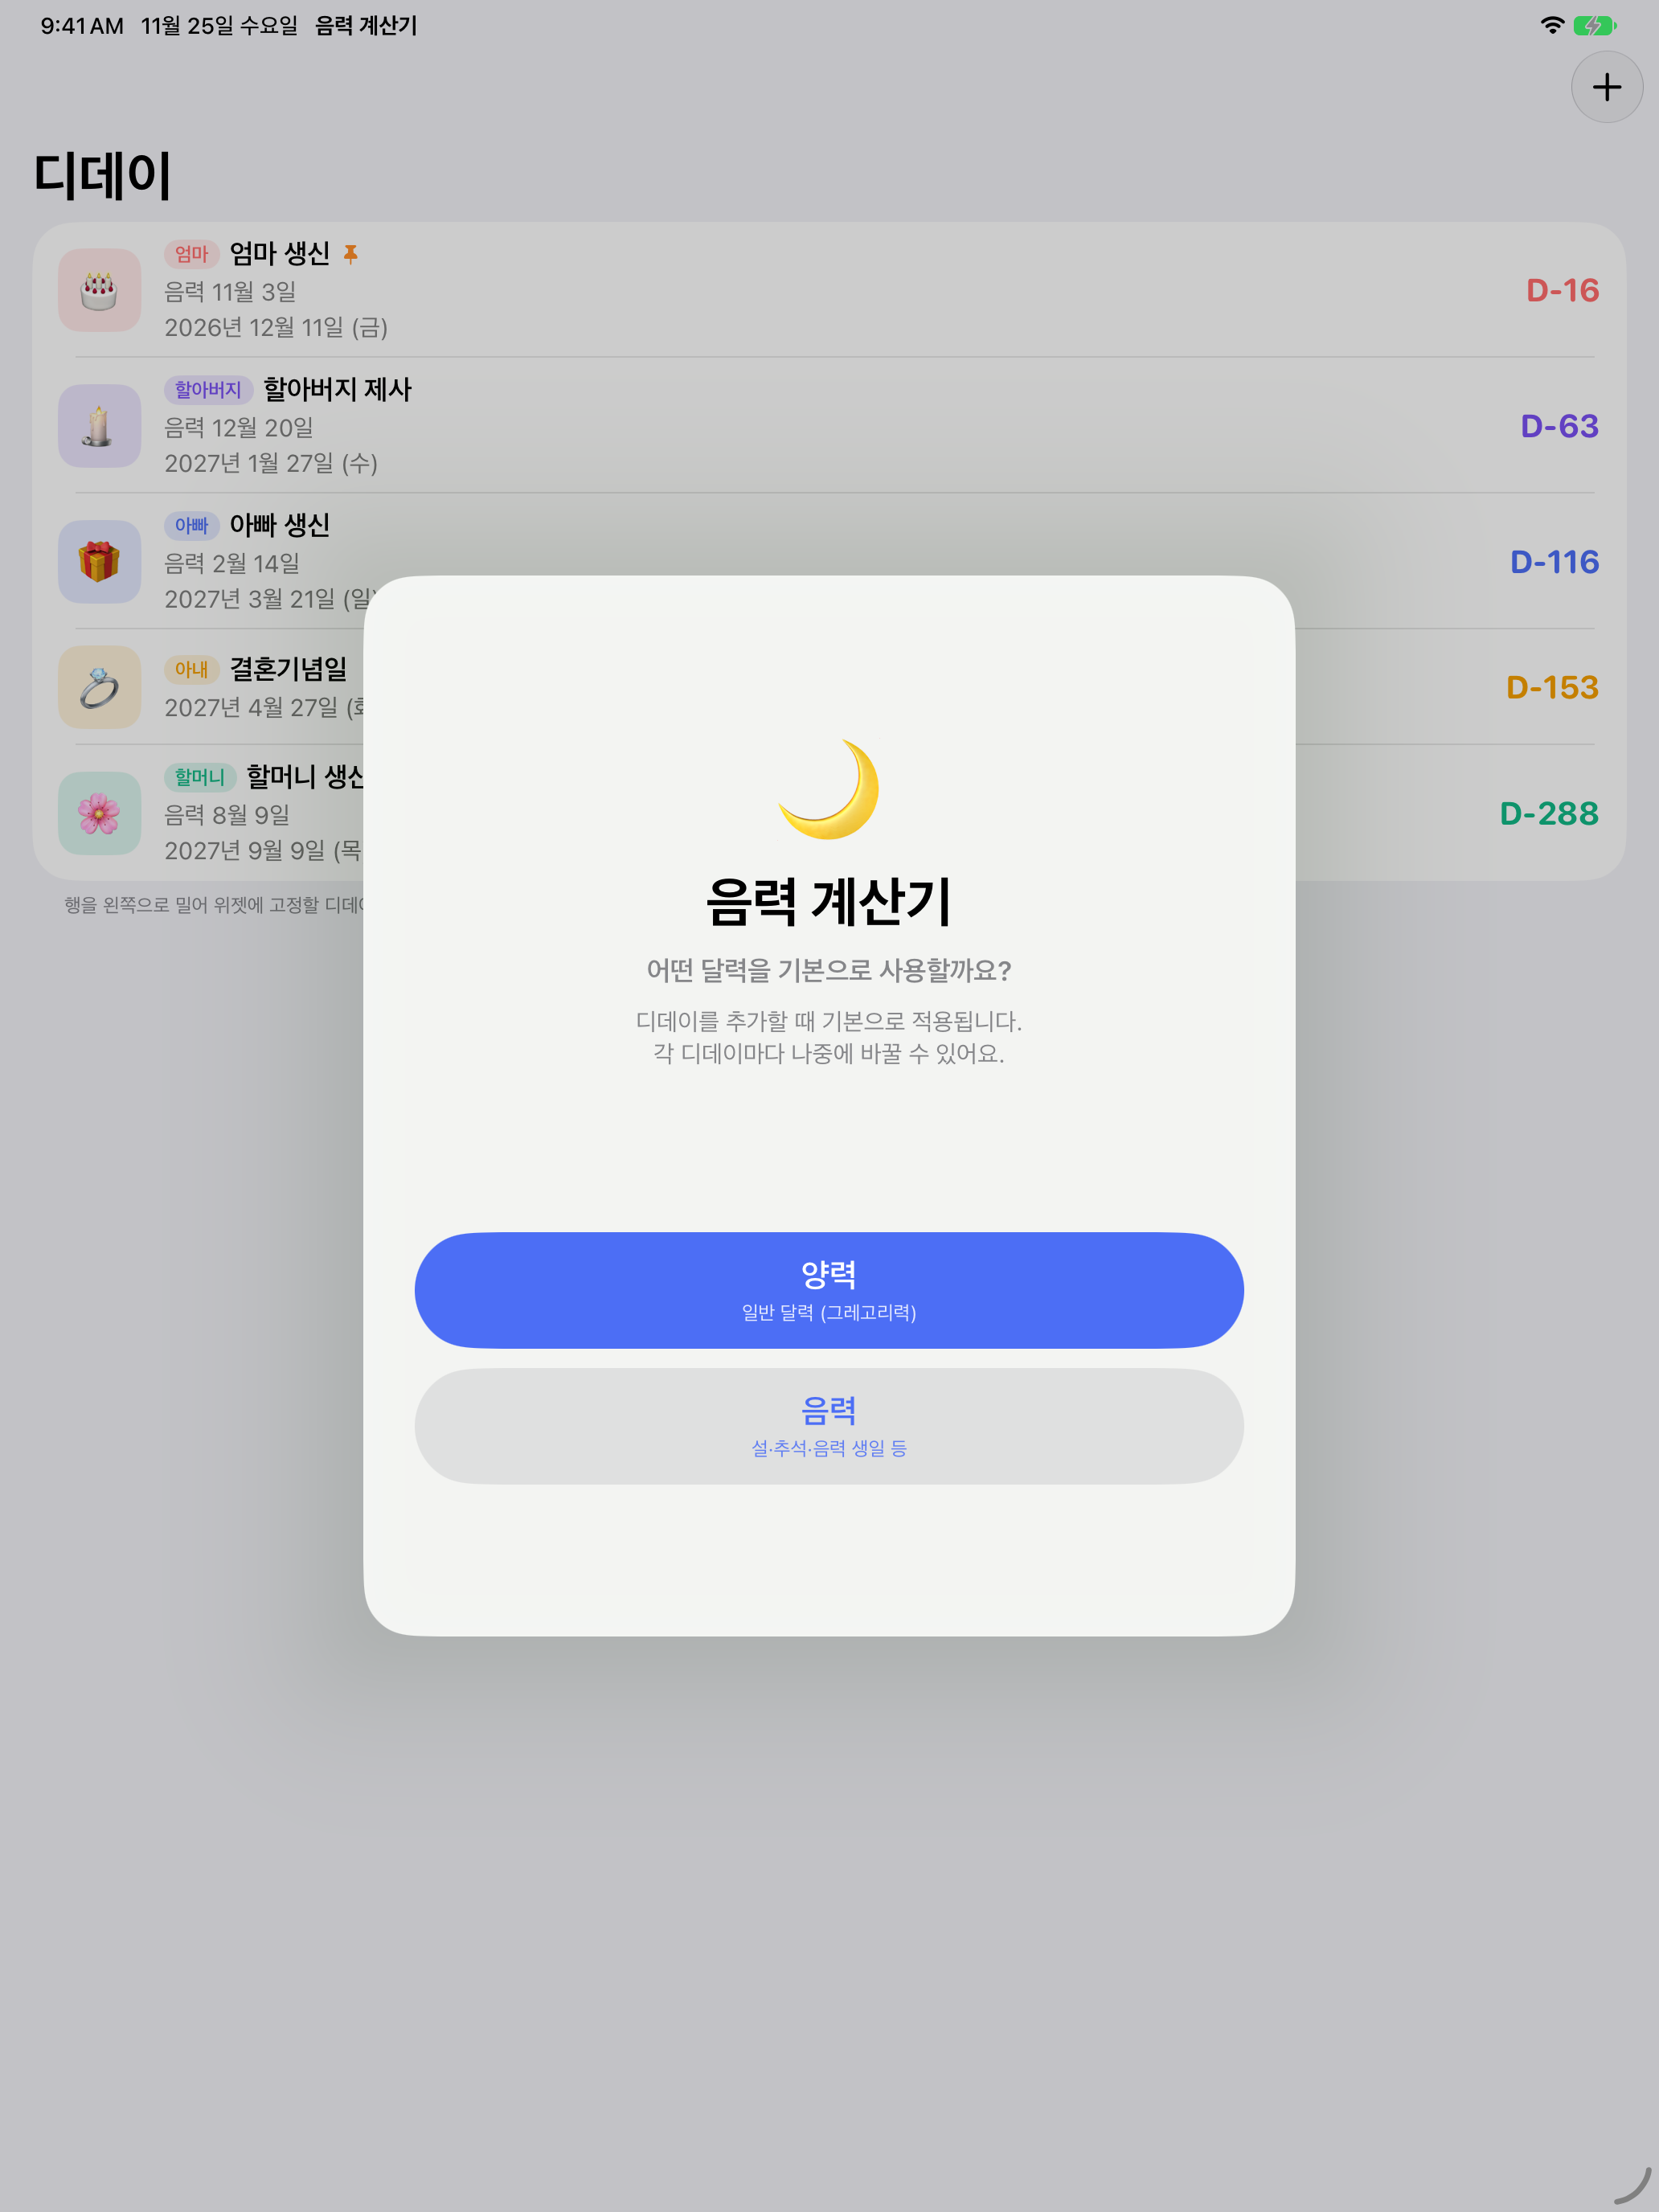 9:41 AM 11월 25일 수요일 음력 계산기
디데이
엄마 엄마 생신
음력 11월 3일
2026년 12월 11일 (금)
D-16
할아버지 할아버지 제사
음력 12월 20일
2027년 1월 27일 (수)
D-63
아빠 아빠 생신
음력 2월 14일
2027년 3월 21일 (일)
D-116
아내 결혼기념일
2027년 4월 27일 (화
D-153
할머니 할머니 생신
음력 8월 9일
2027년 9월 9일 (목
D-288
행을 왼쪽으로 밀어 위젯에 고정할 디데이
음력 계산기
어떤 달력을 기본으로 사용할까요?
디데이를 추가할 때 기본으로 적용됩니다.
각 디데이마다 나중에 바꿀 수 있어요.
양력
일반 달력 (그레고리력)
음력
설·추석·음력 생일 등